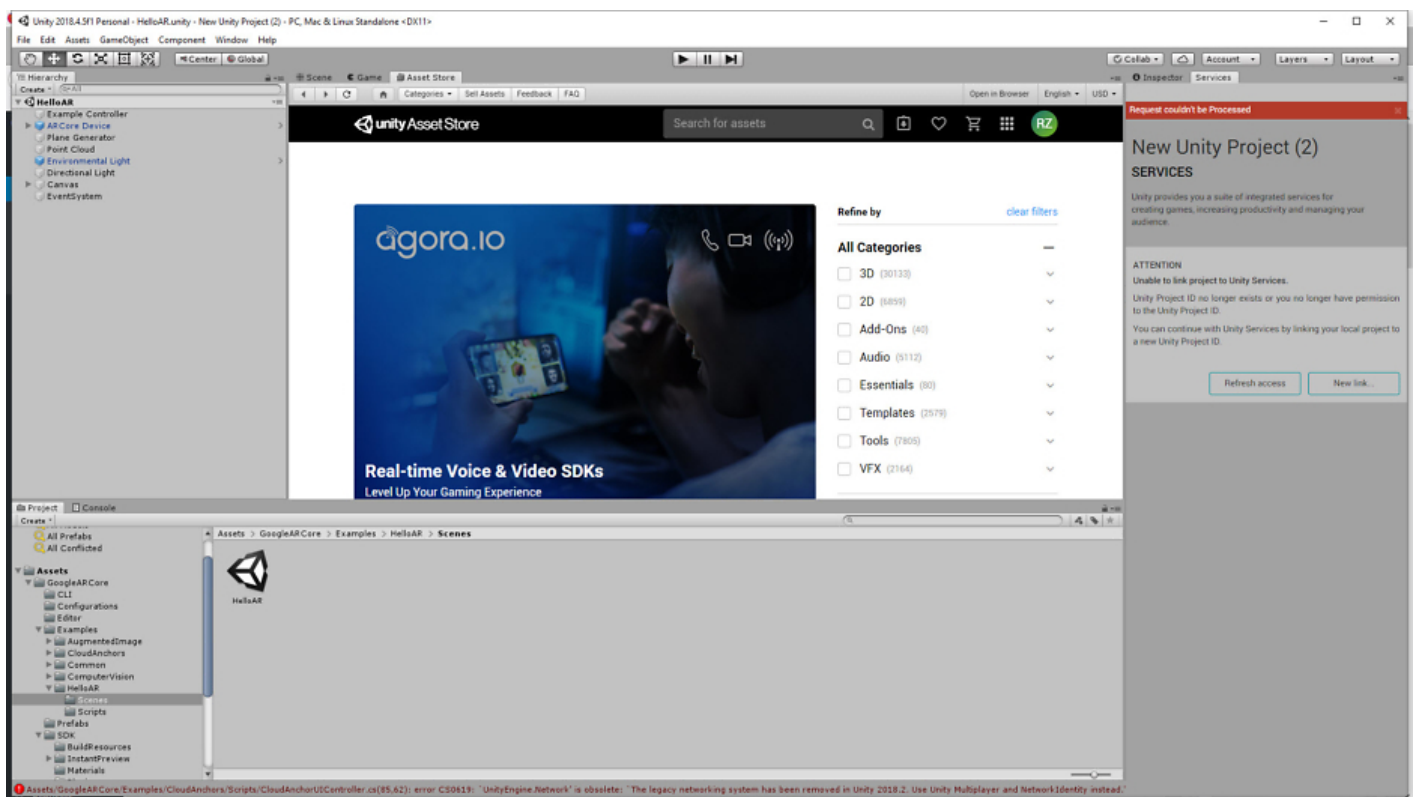 Unity 2018.4.5f1 Personal - HelloAR.unity - New Unity Project (2) - PC, Mac & Linux Standalone <DX11>
File Edit Assets GameObject Component Window Help
Center Global
Collab Account Layers Layout
Hierarchy
Create All
HelloAR
Example Controller
ARCore Device
Plane Generator
Point Cloud
Environmental Light
Directional Light
Canvas
EventSystem
Scene Game Asset Store
Categories Sell Assets Feedback FAQ Open in Browser English USD
unity Asset Store Search for assets RZ
agora.io
Real-time Voice & Video SDKs
Level Up Your Gaming Experience
Refine by clear filters
All Categories
3D (30133)
2D (6859)
Add-Ons (40)
Audio (5112)
Essentials (80)
Templates (2579)
Tools (7805)
VFX (2164)
Inspector Services
Request couldn't be Processed
New Unity Project (2)
SERVICES
Unity provides you a suite of integrated services for
creating games, increasing productivity and managing your
audience.
ATTENTION
Unable to link project to Unity Services.
Unity Project ID no longer exists or you no longer have permission
to the Unity Project ID.
You can continue with Unity Services by linking your local project to
a new Unity Project ID.
Refresh access New link...
Project Console
Create
All Prefabs
All Conflicted
Assets
GoogleARCore
CLI
Configurations
Editor
Examples
AugmentedImage
CloudAnchors
Common
ComputerVision
HelloAR
Scenes
Scripts
Prefabs
SDK
BuildResources
InstantPreview
Materials
Assets > GoogleARCore > Examples > HelloAR > Scenes
HelloAR
Assets/GoogleARCore/Examples/CloudAnchors/Scripts/CloudAnchorUIController.cs(85,62): error CS0619: `UnityEngine.Network' is obsolete: `The legacy networking system has been removed in Unity 2018.2. Use Unity Multiplayer and NetworkIdentity instead.'